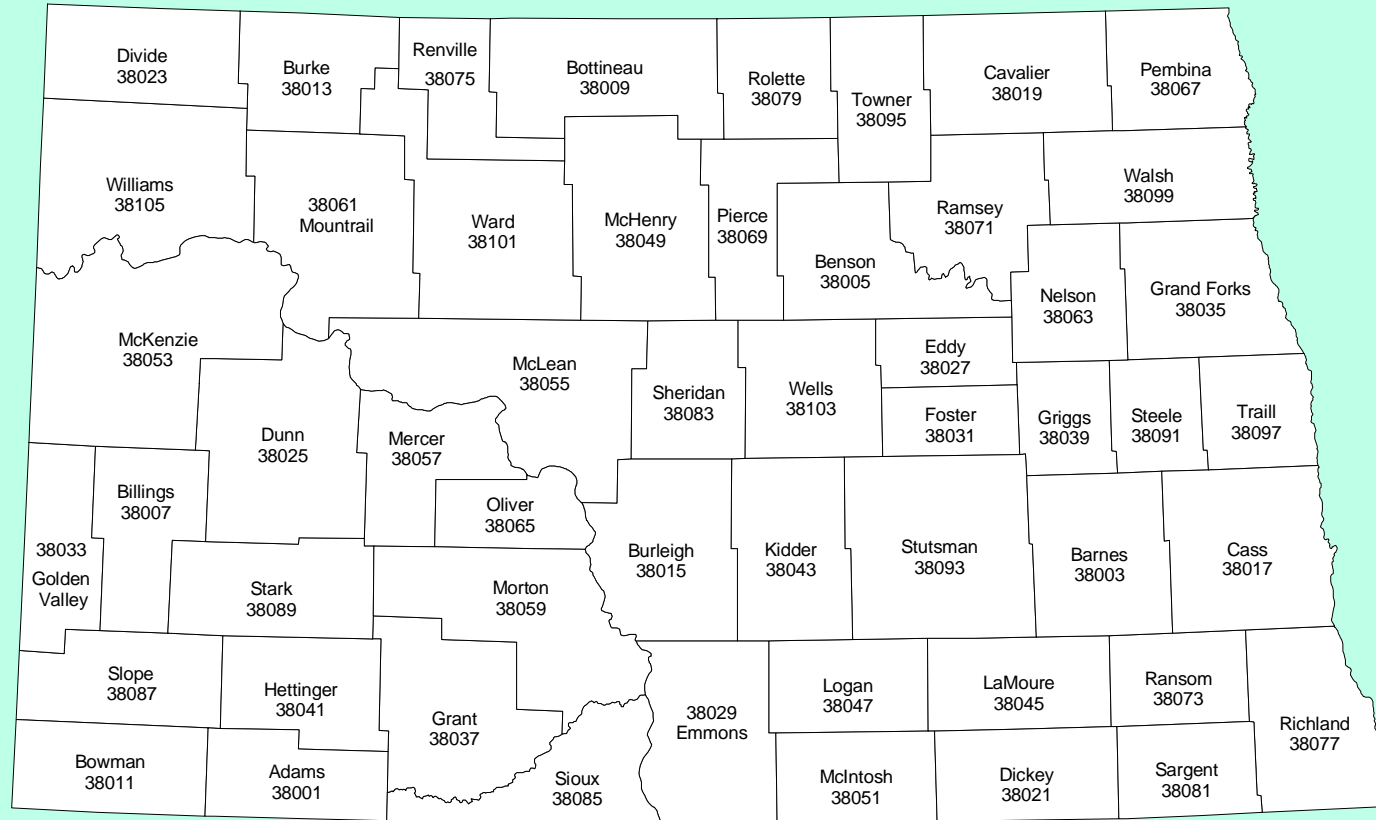 Divide
38023
Burke
38013
Renville
38075
Bottineau
38009
Rolette
38079
Towner
38095
Cavalier
38019
Pembina
38067
Williams
38105
38061
Mountrail
Ward
38101
McHenry
38049
Pierce
38069
Benson
38005
Ramsey
38071
Walsh
38099
Nelson
38063
Grand Forks
38035
McKenzie
38053
McLean
38055
Sheridan
38083
Wells
38103
Eddy
38027
Foster
38031
Griggs
38039
Steele
38091
Traill
38097
Dunn
38025
Mercer
38057
Billings
38007
Oliver
38065
38033
Golden
Valley
Stark
38089
Morton
38059
Burleigh
38015
Kidder
38043
Stutsman
38093
Barnes
38003
Cass
38017
Slope
38087
Hettinger
38041
Grant
38037
38029
Emmons
Logan
38047
LaMoure
38045
Ransom
38073
Richland
38077
Bowman
38011
Adams
38001
Sioux
38085
McIntosh
38051
Dickey
38021
Sargent
38081